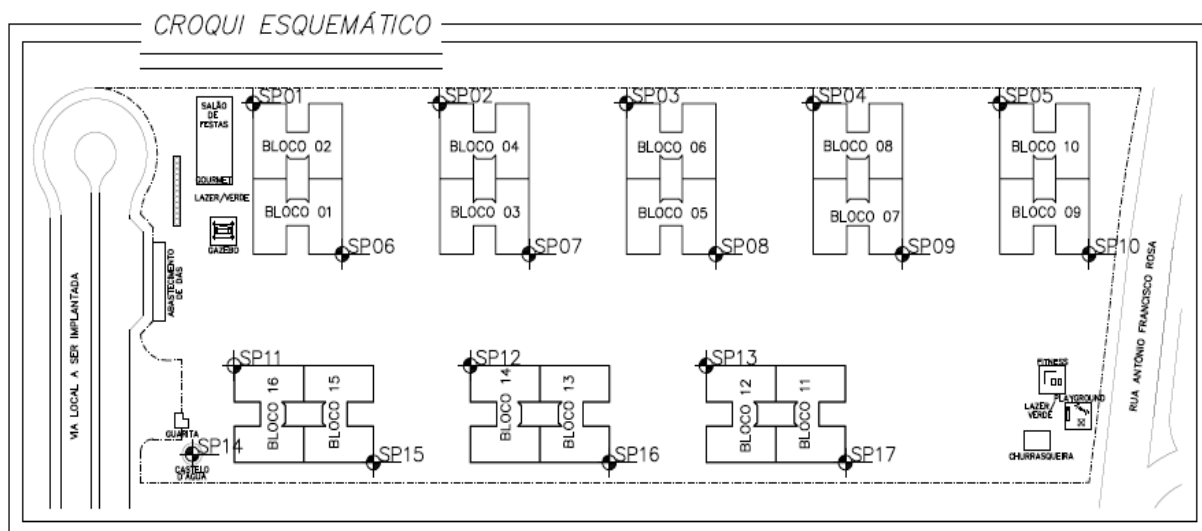 CROQUI ESQUEMÁTICO
SP01
SP02
SP03
SP04
SP05
SALÃO
DE
FESTAS
BLOCO 02
BLOCO 04
BLOCO 06
BLOCO 08
BLOCO 10
GOURMET
LAZER/VERDE
BLOCO 01
BLOCO 03
BLOCO 05
BLOCO 07
BLOCO 09
GAZEBO
SP06
SP07
SP08
SP09
SP10
ABASTECIMENTO
DE GÁS
VIA LOCAL A SER IMPLANTADA
RUA ANTÔNIO FRANCISCO ROSA
SP11
SP12
SP13
BLOCO 16
BLOCO 15
BLOCO 14
BLOCO 13
BLOCO 12
BLOCO 11
FITNESS
PLAYGROUND
LAZER/
VERDE
GUARITA
SP14
CASTELO
D'AGUA
SP15
SP16
SP17
CHURRASQUEIRA